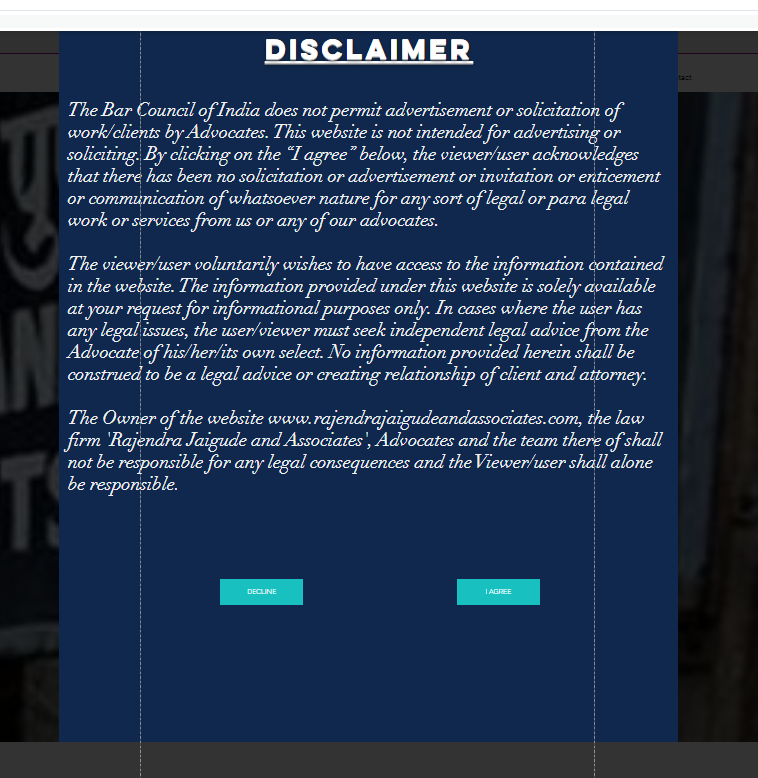 DISCLAIMER
tact
The Bar Council of India does not permit advertisement or solicitation of
work/clients by Advocates. This website is not intended for advertising or
soliciting. By clicking on the “I agree” below, the viewer/user acknowledges
that there has been no solicitation or advertisement or invitation or enticement
or communication of whatsoever nature for any sort of legal or para legal
work or services from us or any of our advocates.
The viewer/user voluntarily wishes to have access to the information contained
in the website. The information provided under this website is solely available
at your request for informational purposes only. In cases where the user has
any legal issues, the user/viewer must seek independent legal advice from the
Advocate of his/her/its own select. No information provided herein shall be
construed to be a legal advice or creating relationship of client and attorney.
The Owner of the website www.rajendrajaigudeandassociates.com, the law
firm 'Rajendra Jaigude and Associates', Advocates and the team there of shall
not be responsible for any legal consequences and the Viewer/user shall alone
be responsible.
DECLINE
I AGREE